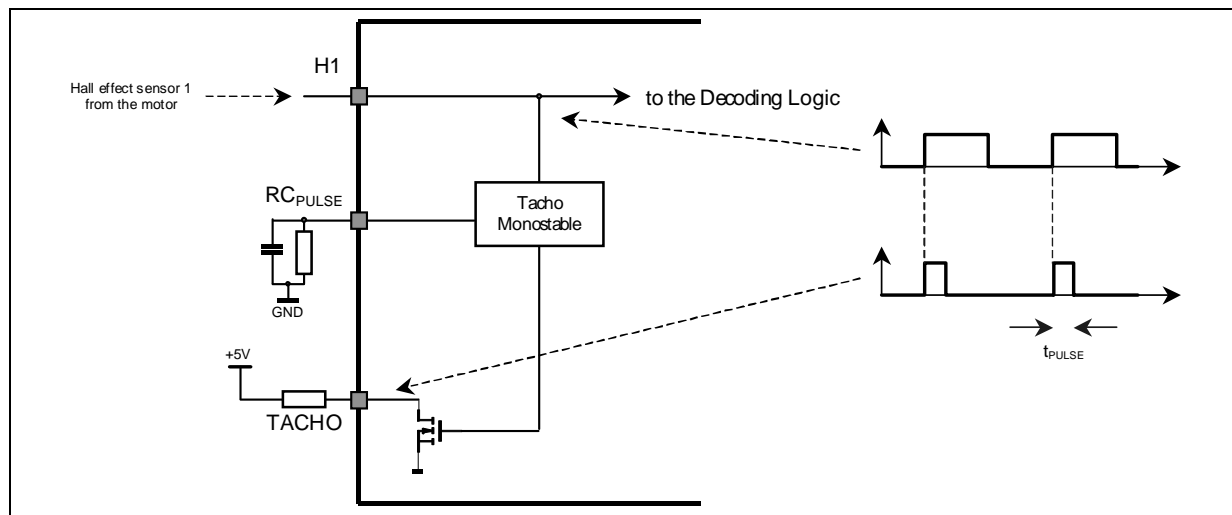 H1
Hall effect sensor 1
from the motor
to the Decoding Logic
RCPULSE
Tacho
Monostable
GND
+5V
TACHO
tPULSE